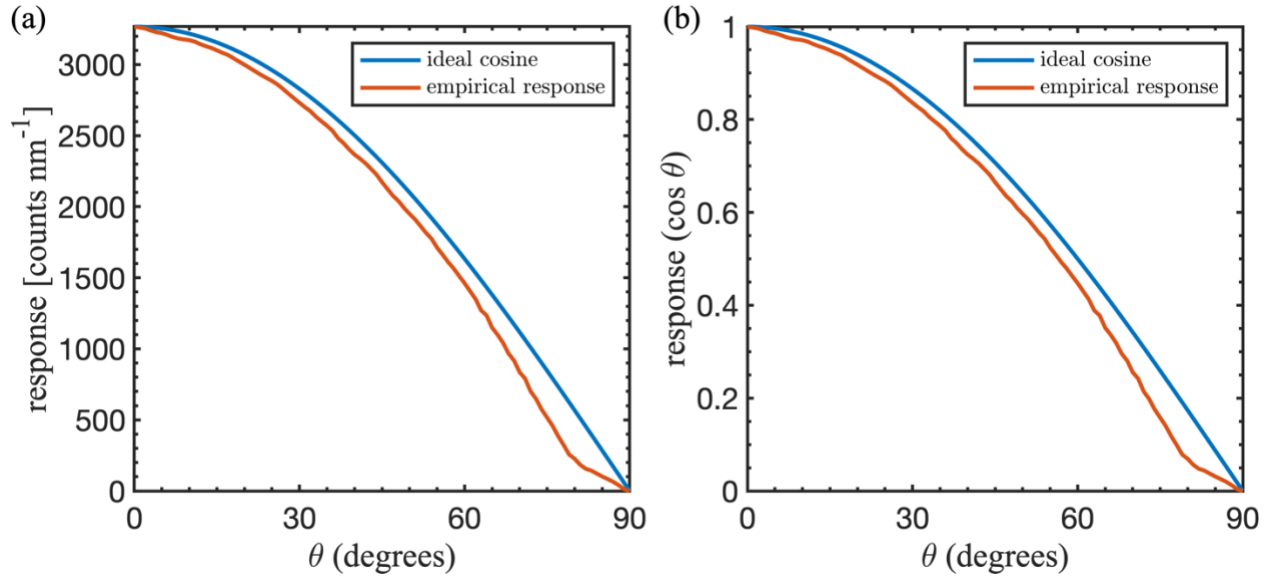 (a)
response [counts nm⁻¹]
3000
2500
2000
1500
1000
500
0
ideal cosine
empirical response
0 30 60 90
θ (degrees)
(b)
response (cos θ)
1
0.8
0.6
0.4
0.2
0
ideal cosine
empirical response
0 30 60 90
θ (degrees)